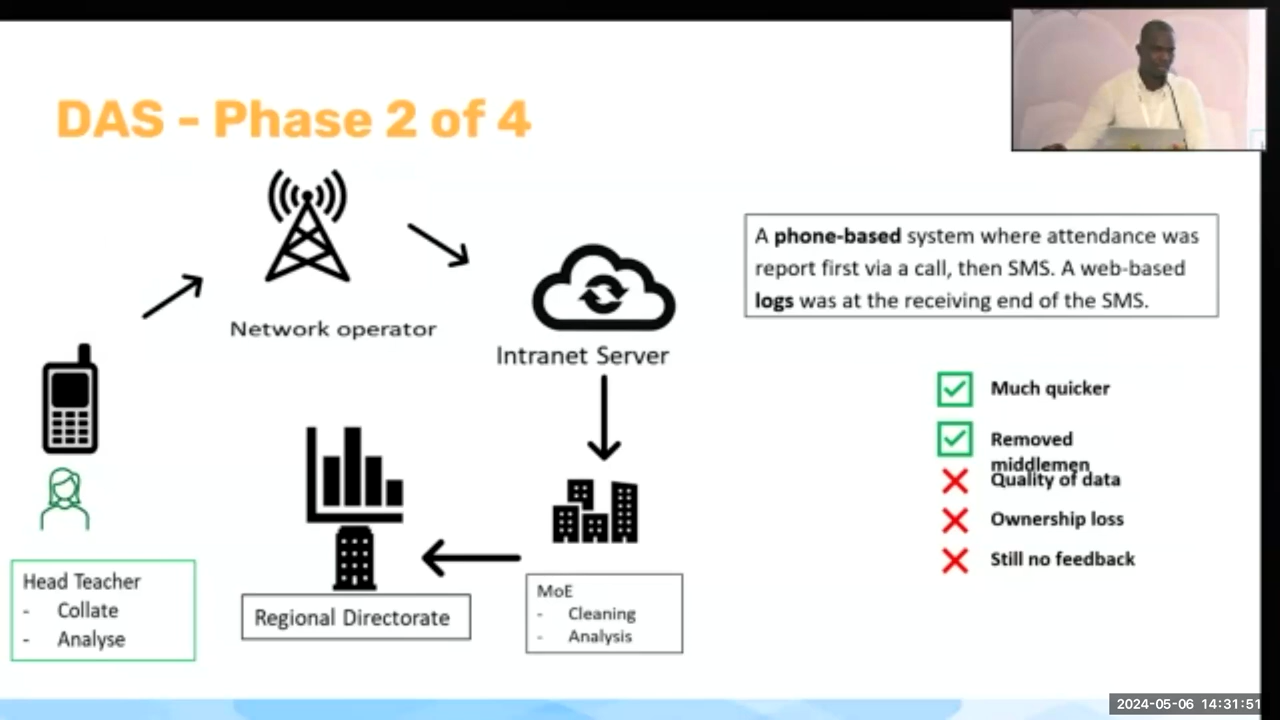 DAS - Phase 2 of 4
Network operator
Intranet Server
A phone-based system where attendance was
report first via a call, then SMS. A web-based
logs was at the receiving end of the SMS.
Much quicker
Removed
middlemen
Quality of data
Ownership loss
Still no feedback
Head Teacher
- Collate
- Analyse
Regional Directorate
MoE
- Cleaning
- Analysis
2024-05-06 14:31:51